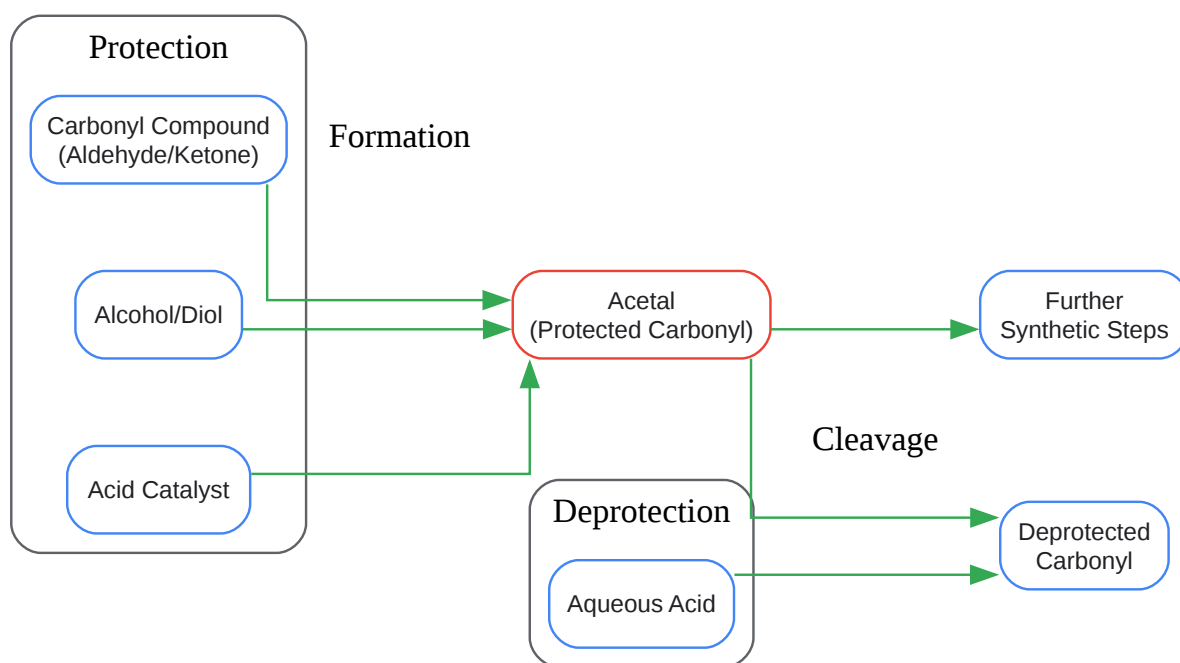 Protection
Carbonyl Compound
(Aldehyde/Ketone)
Formation
Alcohol/Diol
Acetal
(Protected Carbonyl)
Further
Synthetic Steps
Cleavage
Acid Catalyst
Deprotection
Deprotected
Carbonyl
Aqueous Acid